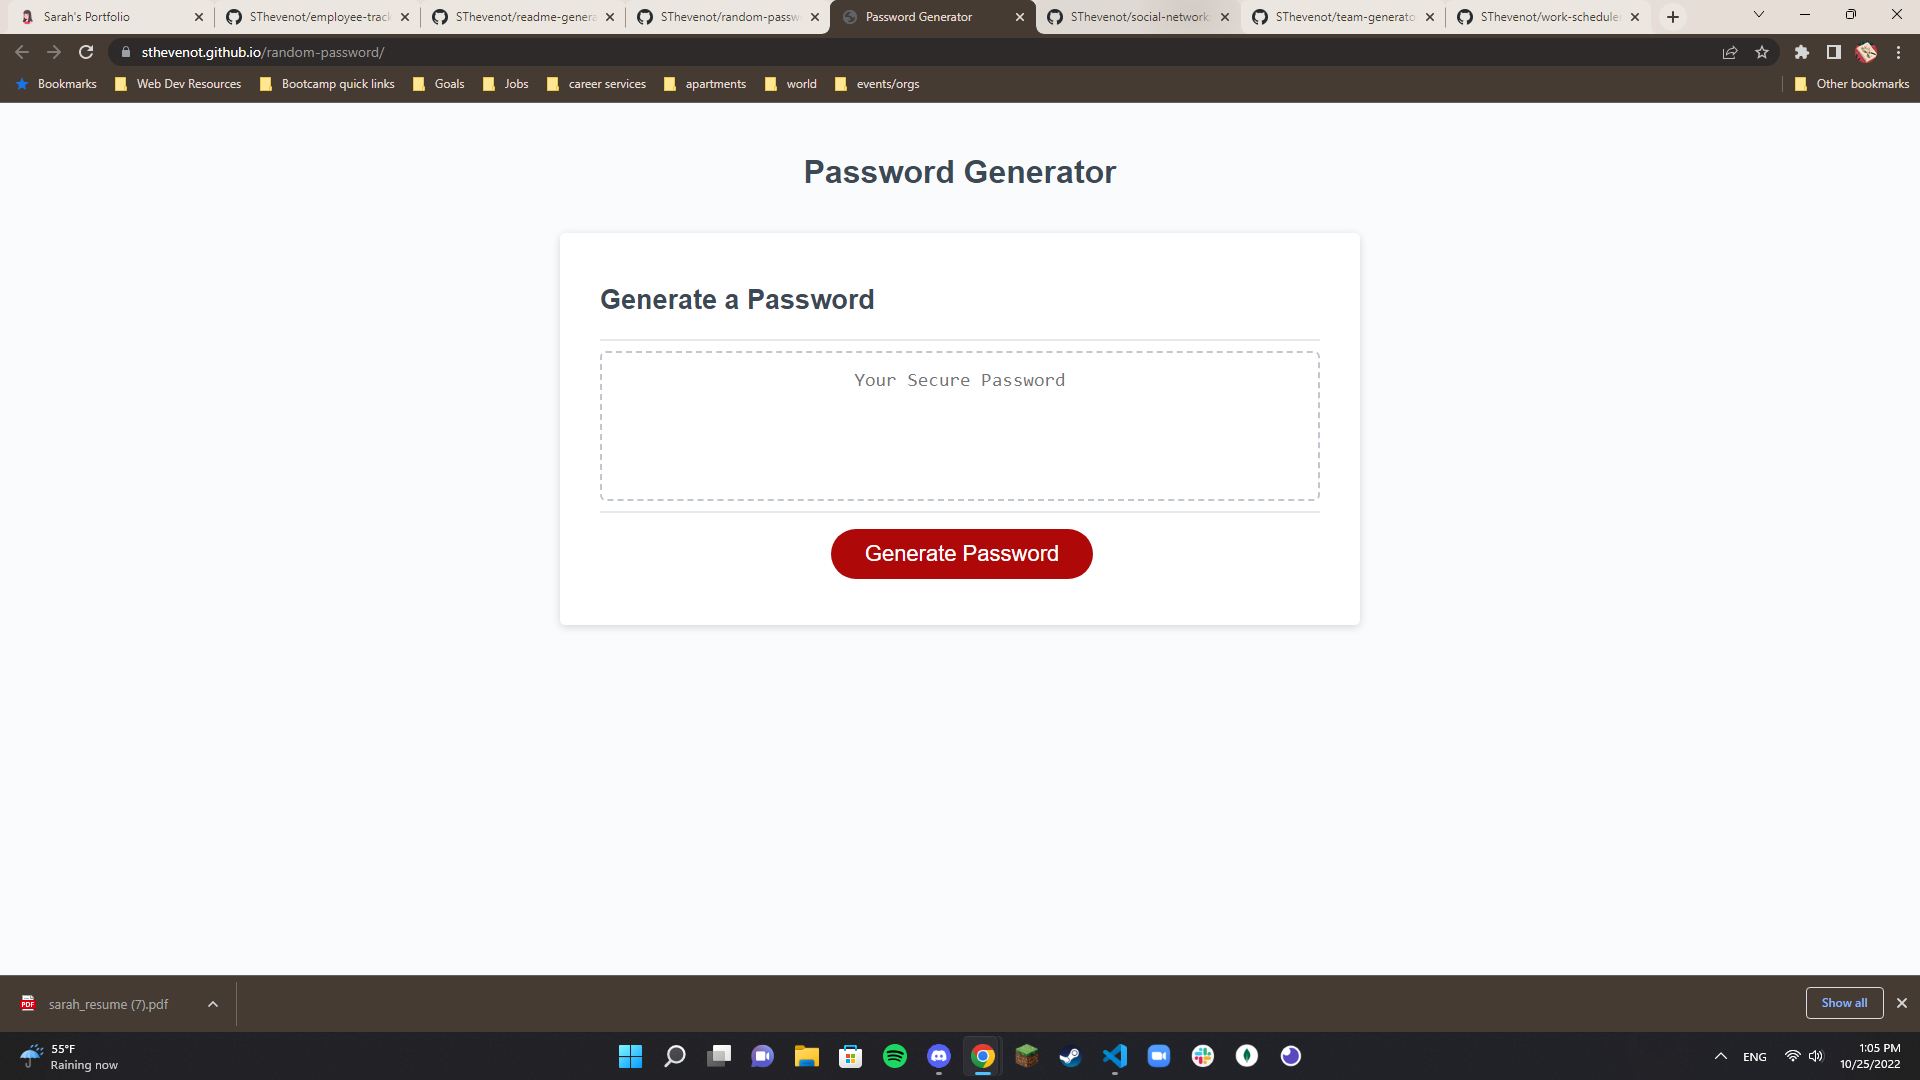 Sarah's Portfolio
SThevenot/employee-track
SThevenot/readme-genera
SThevenot/random-passw
Password Generator
SThevenot/social-network
SThevenot/team-generato
SThevenot/work-scheduler
sthevenot.github.io/random-password/
Bookmarks
Web Dev Resources
Bootcamp quick links
Goals
Jobs
career services
apartments
world
events/orgs
Other bookmarks
Password Generator
Generate a Password
Your Secure Password
Generate Password
PDF
sarah_resume (7).pdf
Show all
55°F
Raining now
ENG
1:05 PM
10/25/2022